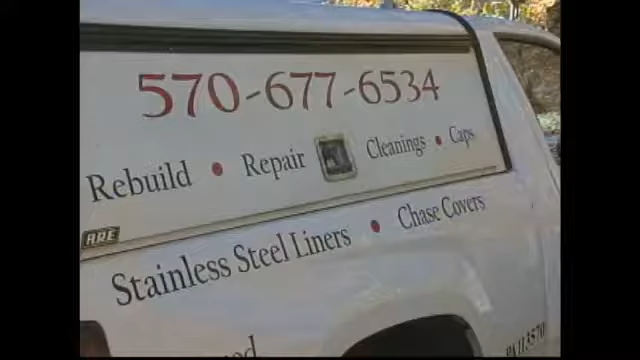 570-677-6534
Rebuild • Repair Cleanings • Caps
ARE
Stainless Steel Liners • Chase Covers